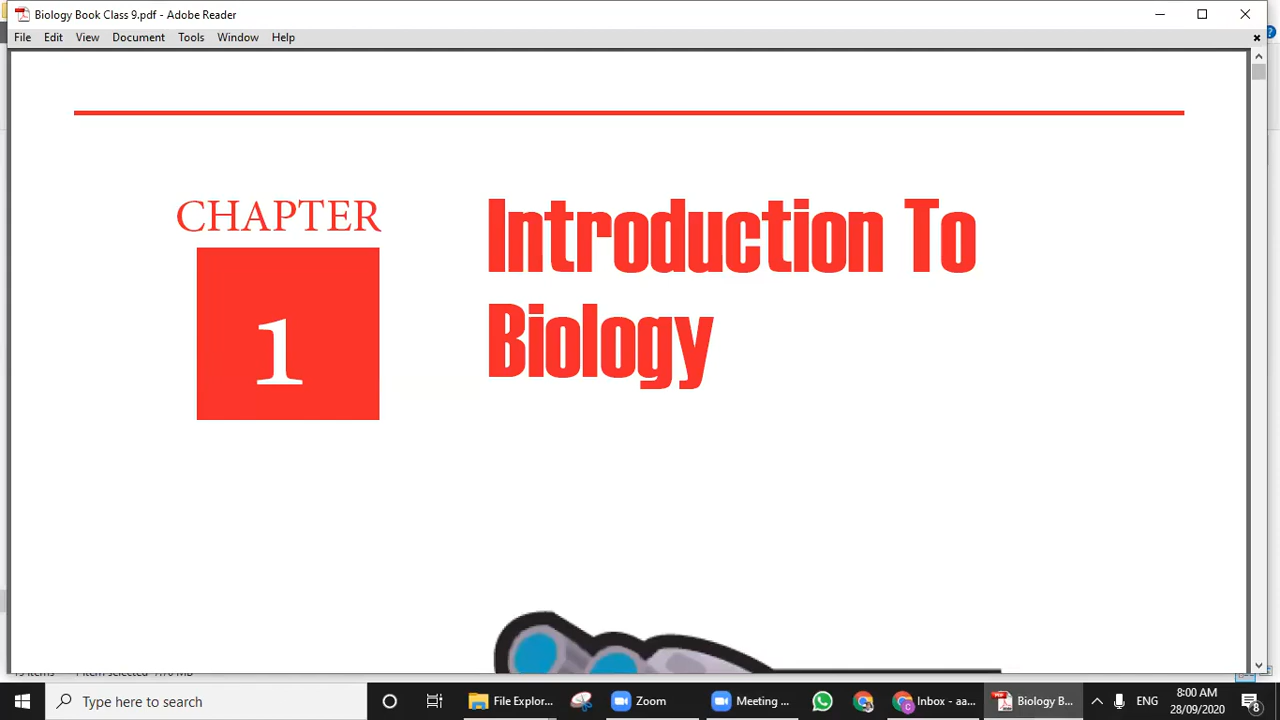 Biology Book Class 9.pdf - Adobe Reader
File Edit View Document Tools Window Help
CHAPTER
1
Introduction To
Biology
Type here to search
File Explor...
Zoom
Meeting ...
Inbox - aa...
Biology B...
ENG
8:00 AM
28/09/2020
8